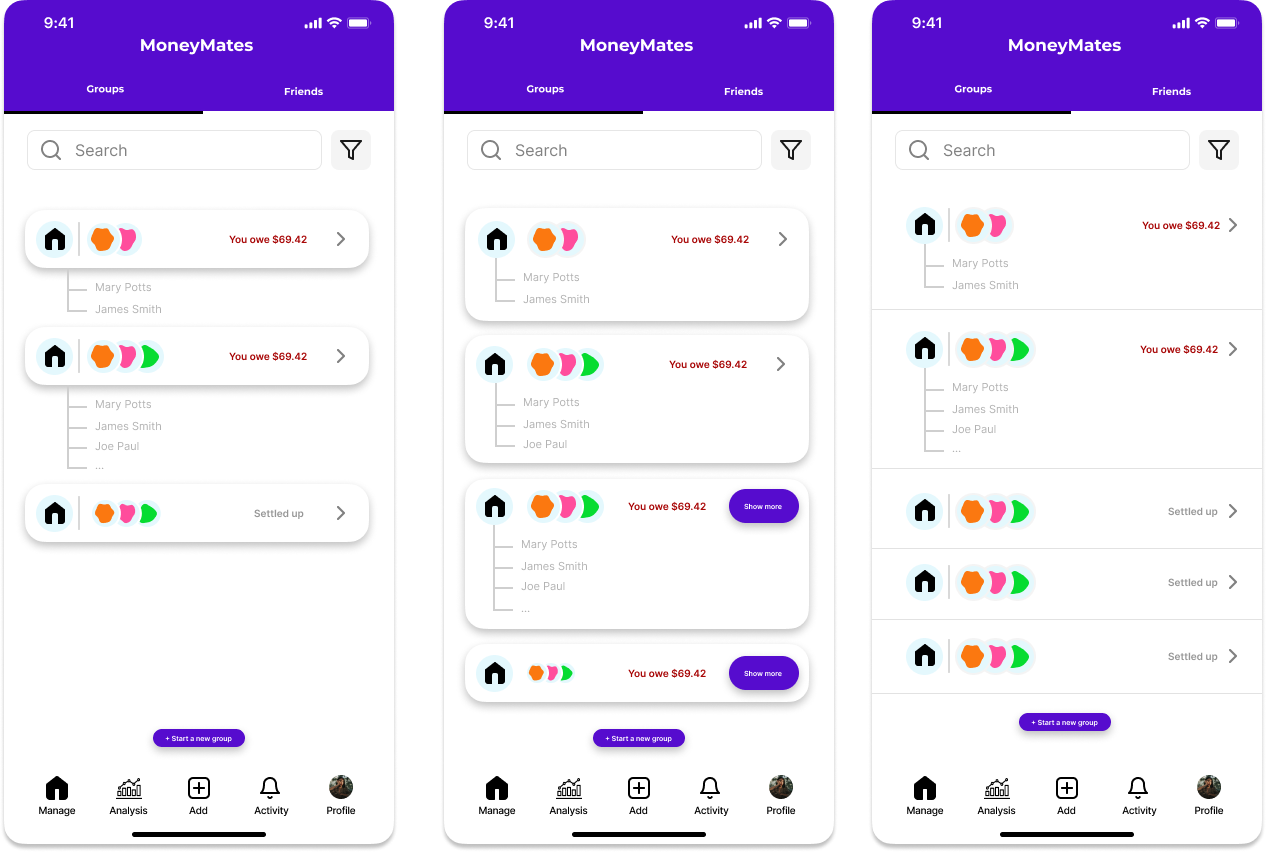 9:41
MoneyMates
Groups
Friends
Search
You owe $69.42
Mary Potts
James Smith
You owe $69.42
Mary Potts
James Smith
Joe Paul
...
Settled up
+ Start a new group
Manage
Analysis
Add
Activity
Profile
9:41
MoneyMates
Groups
Friends
Search
You owe $69.42
Mary Potts
James Smith
You owe $69.42
Mary Potts
James Smith
Joe Paul
You owe $69.42
Show more
Mary Potts
James Smith
Joe Paul
...
You owe $69.42
Show more
+ Start a new group
Manage
Analysis
Add
Activity
Profile
9:41
MoneyMates
Groups
Friends
Search
You owe $69.42
Mary Potts
James Smith
You owe $69.42
Mary Potts
James Smith
Joe Paul
...
Settled up
Settled up
Settled up
+ Start a new group
Manage
Analysis
Add
Activity
Profile